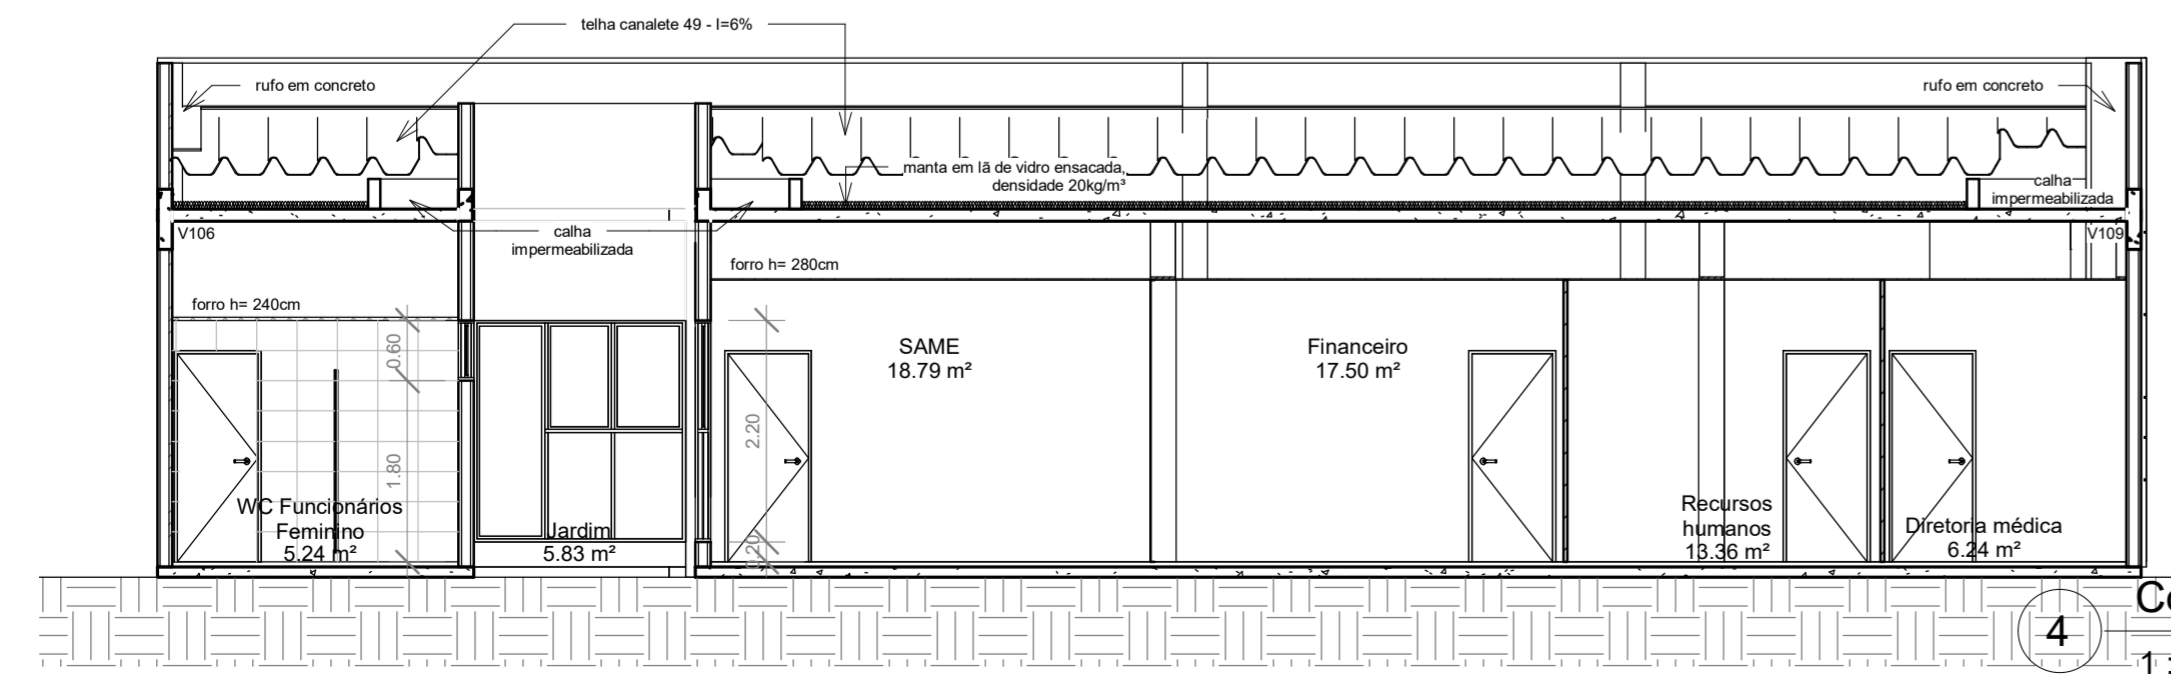 telha canalete 49 - I=6%
rufo em concreto
rufo em concreto
manta em lã de vidro ensacada,
densidade 20kg/m³
calha
impermeabilizada
V106
calha
impermeabilizada
V109
forro h= 280cm
forro h= 240cm
0.60
SAME
18.79 m²
Financeiro
17.50 m²
2.20
1.80
WC Funcionários
Feminino
5.24 m²
Jardim
5.83 m²
0.20
Recursos
humanos
13.36 m²
Diretoria médica
6.24 m²
4